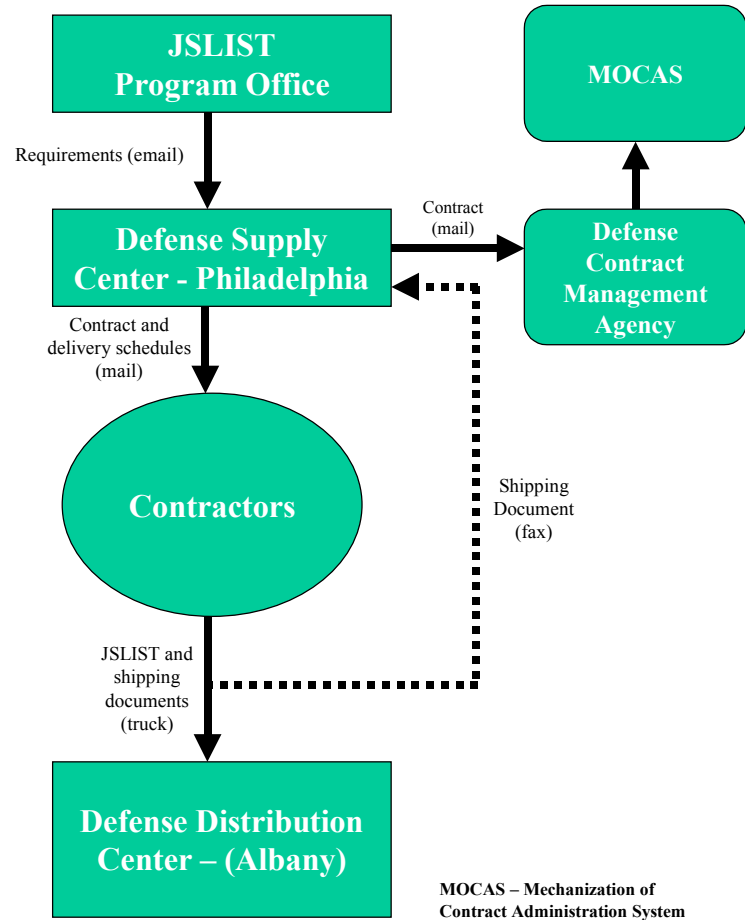 JSLIST
Program Office
MOCAS
Requirements (email)
Defense Supply
Center - Philadelphia
Contract
(mail)
Defense
Contract
Management
Agency
Contract and
delivery schedules
(mail)
Contractors
Shipping
Document
(fax)
JSLIST and
shipping
documents
(truck)
Defense Distribution
Center – (Albany)
MOCAS – Mechanization of
Contract Administration System